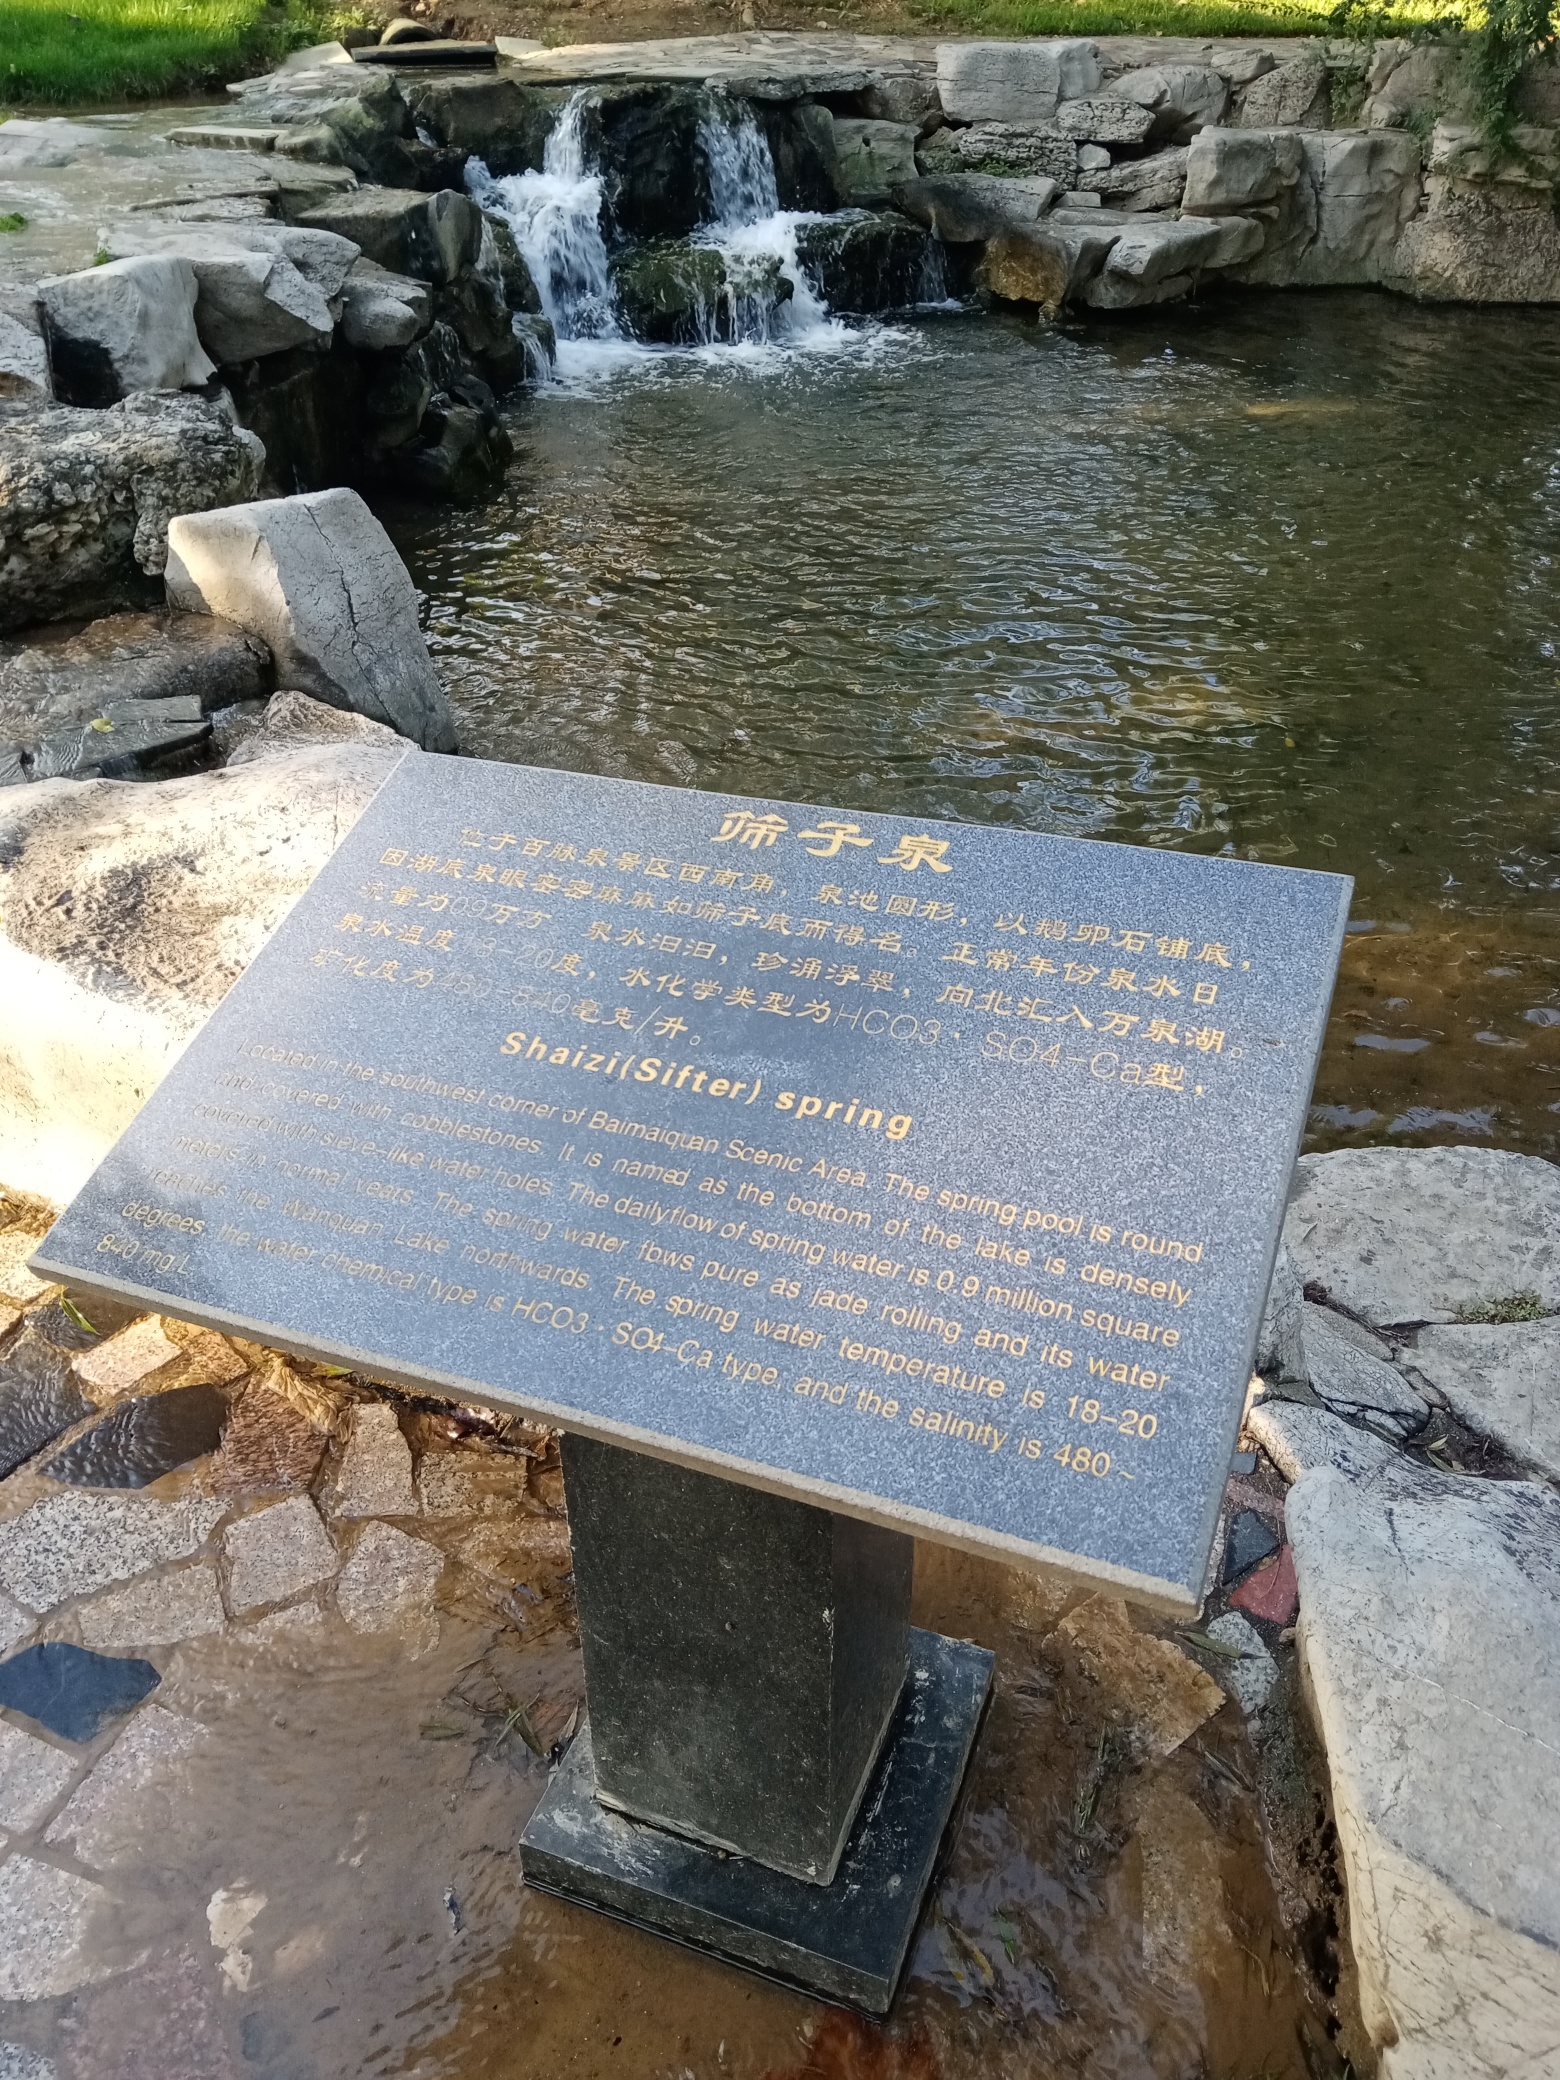 筛子泉
位于百脉泉景区西南角，泉池圆形，以鹅卵石铺底，
因湖底泉眼密密麻麻如筛子底而得名。正常年份泉水日
流量为0.9万方 泉水汩汩，珍涌浮翠，向北汇入万泉湖。
泉水温度18-20度，水化学类型为HCO3·SO4-Ca型，
矿化度为480-840毫克/升。
Shaizi(Sifter) spring
Located in the southwest corner of Baimaiquan Scenic Area. The spring pool is round
and covered with cobblestones. It is named as the bottom of the lake is densely
covered with sieve-like water holes. The daily flow of spring water is 0.9 million square
meters in normal years. The spring water fbws pure as jade rolling and its water
reaches the Wanquan Lake northwards. The spring water temperature is 18-20
degrees, the water chemical type is HCO3·SO4-Ca type, and the salinity is 480~
840 mg/L